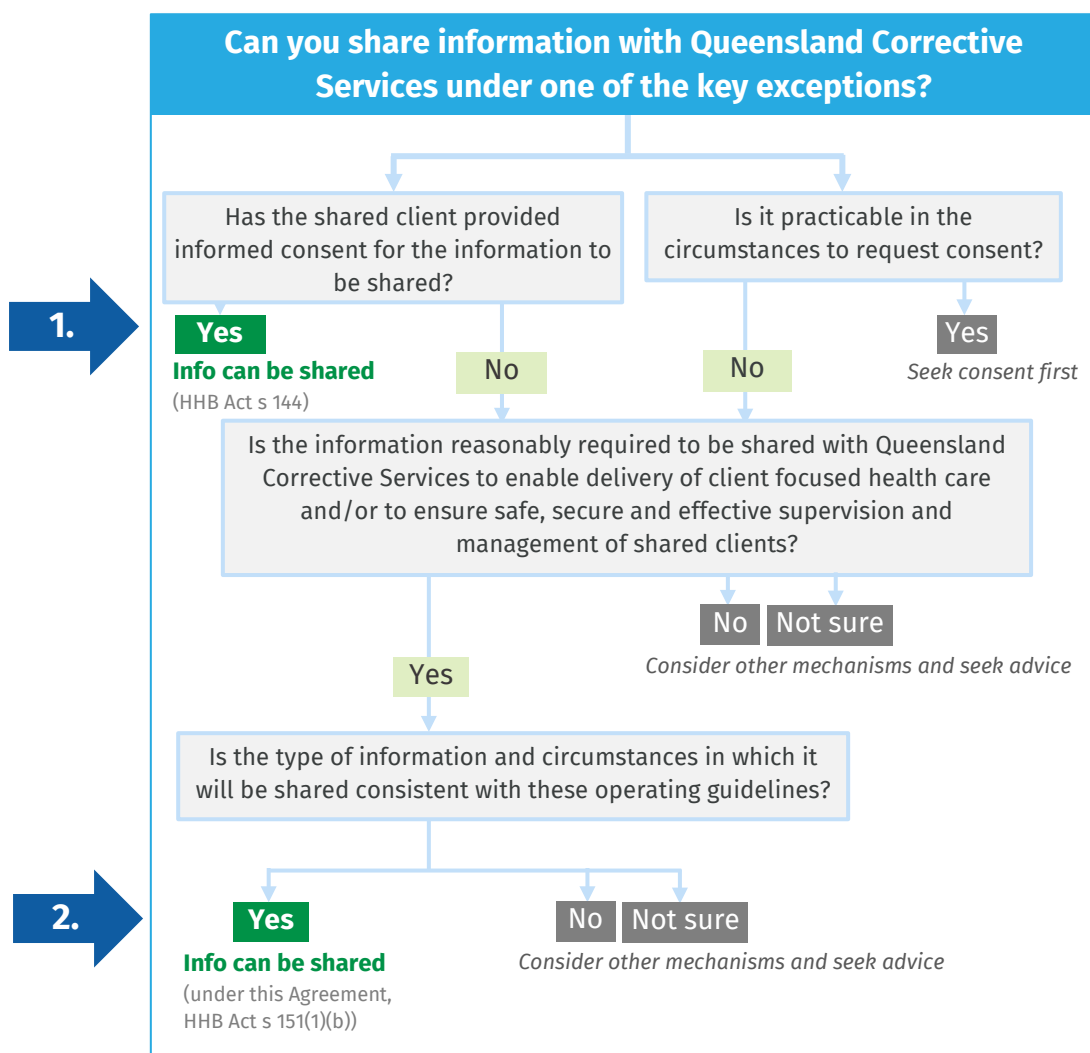 Can you share information with Queensland Corrective
Services under one of the key exceptions?
Has the shared client provided
informed consent for the information to
be shared?
Is it practicable in the
circumstances to request consent?
1.
Yes
Info can be shared
(HHB Act s 144)
No
No
Yes
Seek consent first
Is the information reasonably required to be shared with Queensland
Corrective Services to enable delivery of client focused health care
and/or to ensure safe, secure and effective supervision and
management of shared clients?
No
Not sure
Consider other mechanisms and seek advice
Yes
Is the type of information and circumstances in which it
will be shared consistent with these operating guidelines?
2.
Yes
Info can be shared
(under this Agreement,
HHB Act s 151(1)(b))
No
Not sure
Consider other mechanisms and seek advice